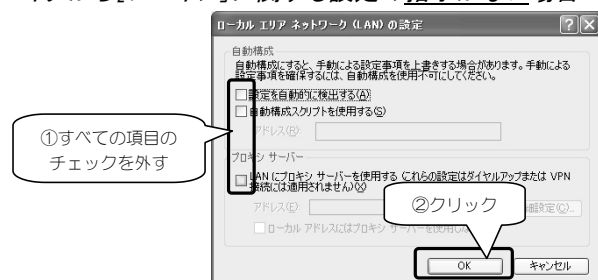 ローカル エリア ネットワーク (LAN) の設定
自動構成
自動構成にすると、手動による設定事項を上書きする場合があります。手動による
設定事項を確保するには、自動構成を使用不可にしてください。
設定を自動的に検出する(A)
自動構成スクリプトを使用する(S)
アドレス(R):
①すべての項目の
チェックを外す
プロキシ サーバー
LAN にプロキシ サーバーを使用する (これらの設定はダイヤルアップまたは VPN
接続には適用されません)(X)
アドレス(E):
②クリック
細設定(C)...
ローカル アドレスにはプロキシ サーバーを使用しな
OK
キャンセル